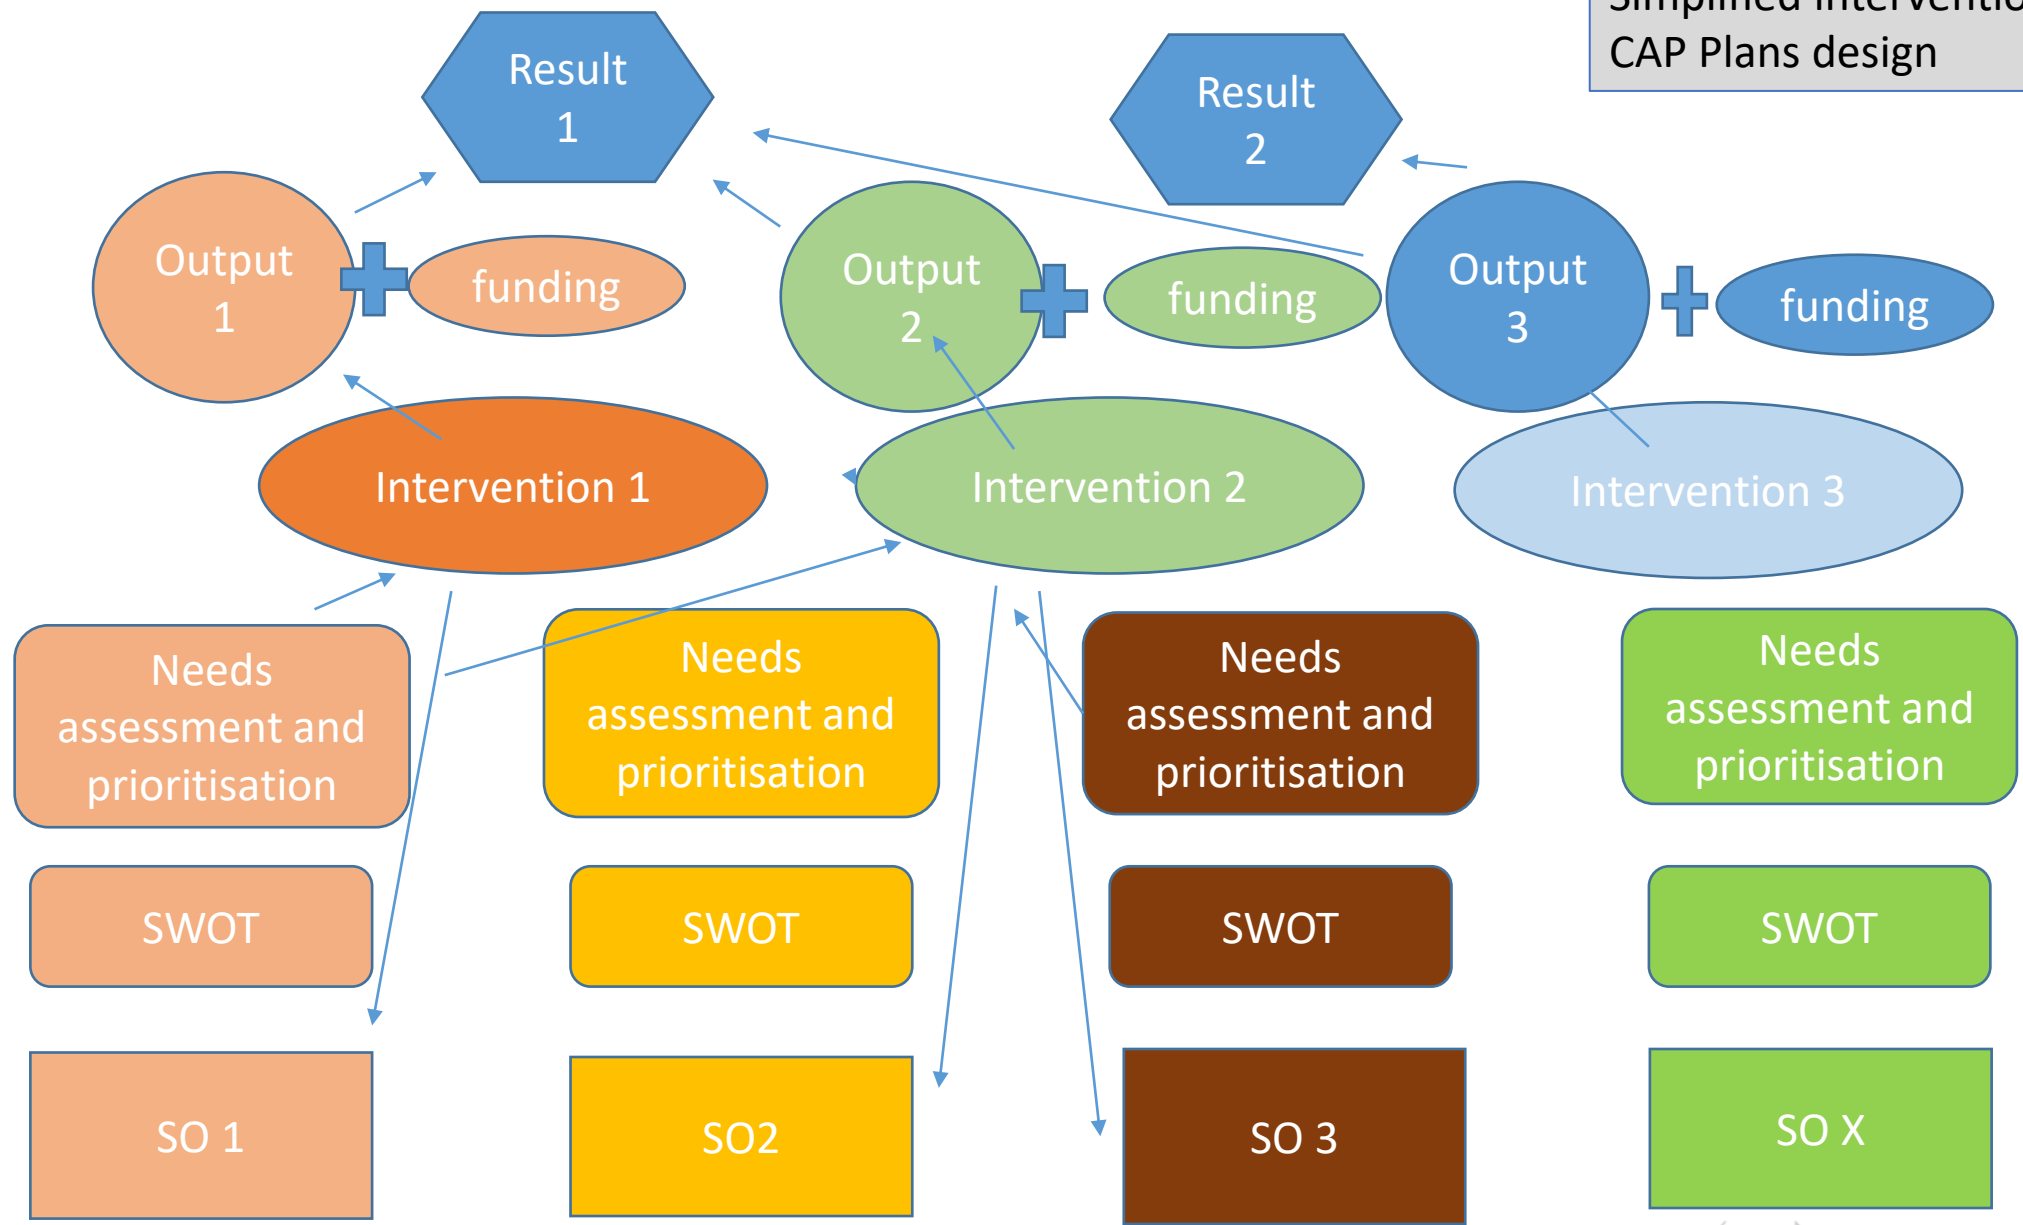 Simplified
CAP Plans design
Result
1
Result
2
Output
1
funding
Output
2
funding
Output
3
funding
Intervention 1
Intervention 2
Intervention 3
Needs
assessment and
prioritisation
Needs
assessment and
prioritisation
Needs
assessment and
prioritisation
Needs
assessment and
prioritisation
SWOT
SWOT
SWOT
SWOT
SO 1
SO2
SO 3
SO X